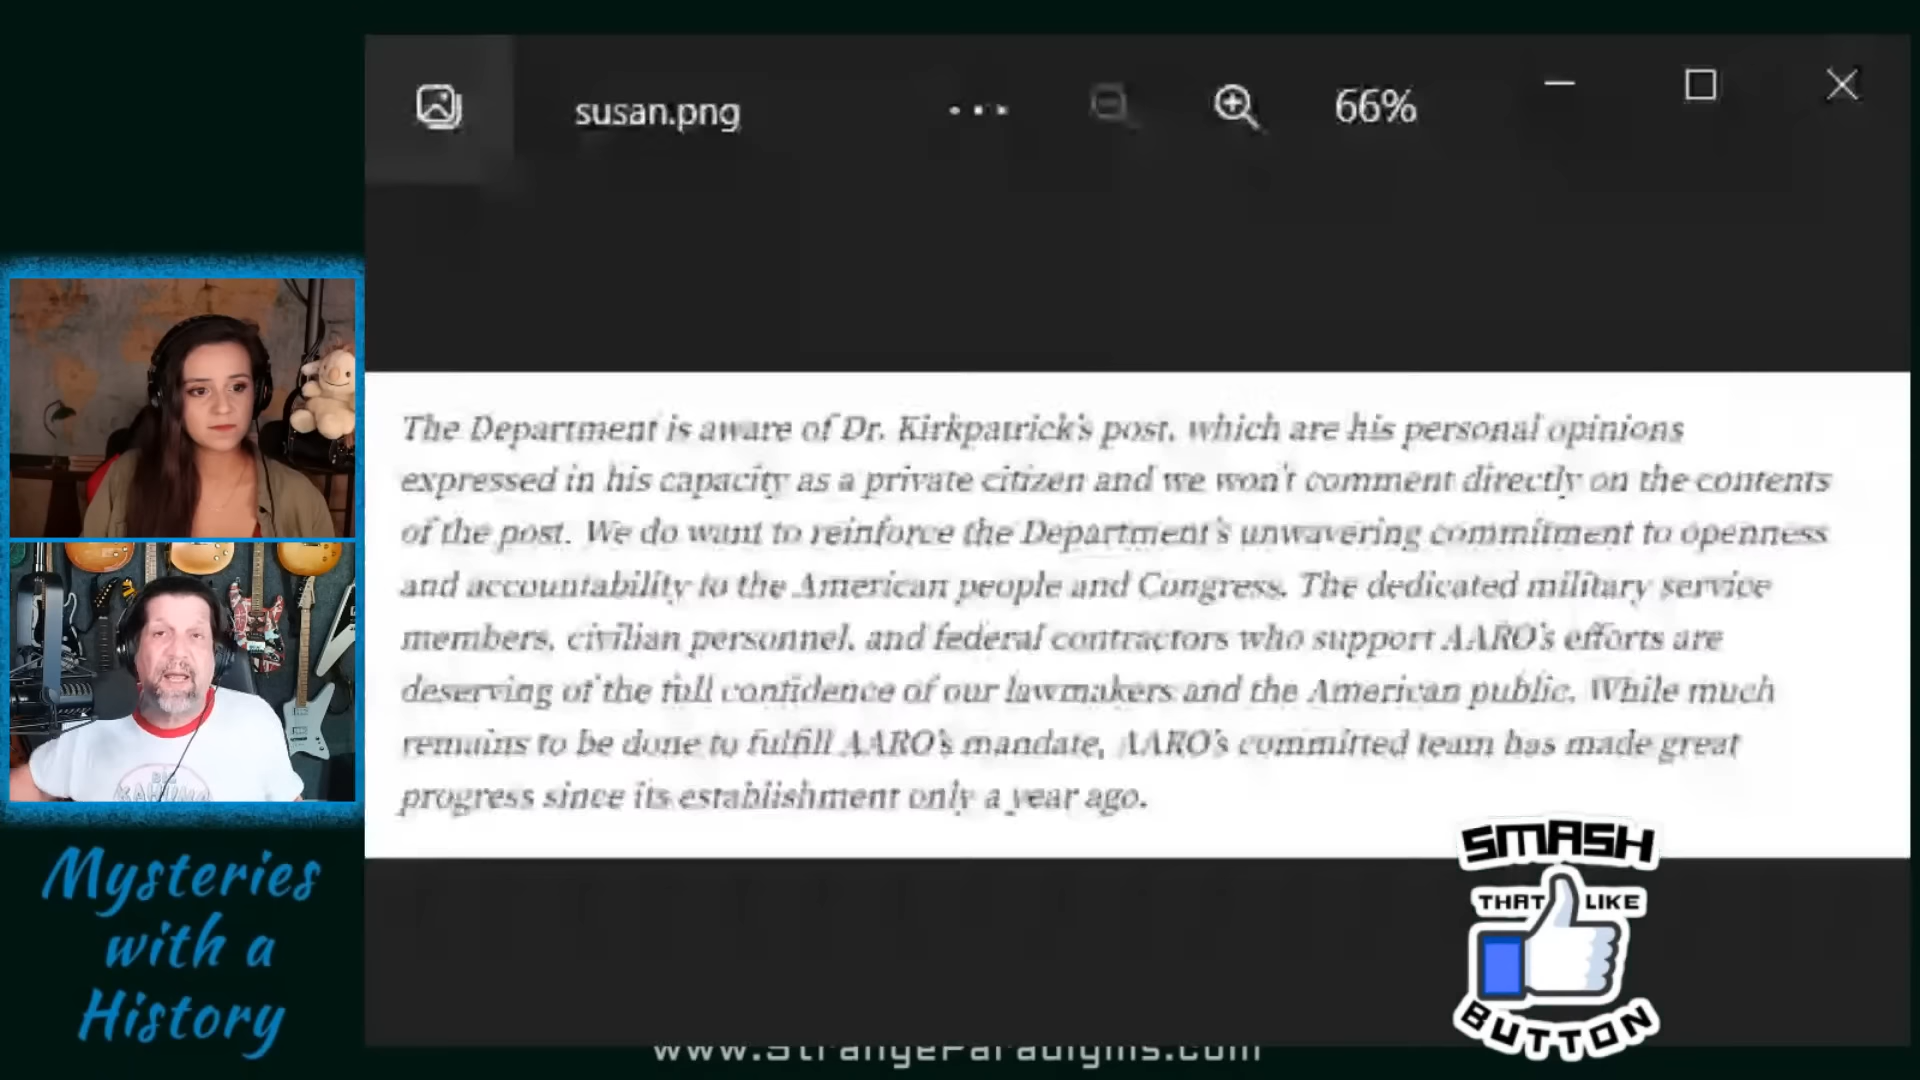 susan.png
66%
The Department is aware of Dr. Kirkpatrick's post, which are his personal opinions
expressed in his capacity as a private citizen and we won't comment directly on the contents
of the post. We do want to reinforce the Department's unwavering commitment to openness
and accountability to the American people and Congress. The dedicated military service
members, civilian personnel, and federal contractors who support AARO's efforts are
deserving of the full confidence of our lawmakers and the American public. While much
remains to be done to fulfill AARO's mandate, AARO's committed team has made great
progress since its establishment only a year ago.
Mysteries
with a
History
SMASH
THAT LIKE
BUTTON
www.StrangeParadigms.com